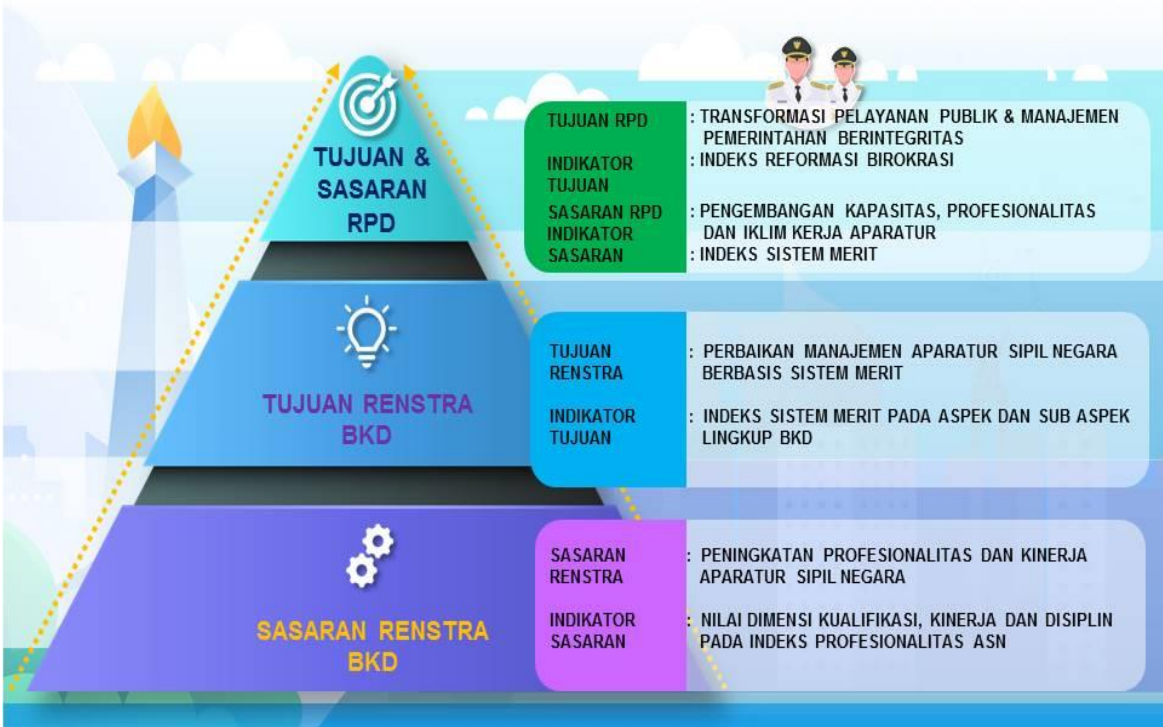 TUJUAN &
SASARAN
RPD
TUJUAN RPD : TRANSFORMASI PELAYANAN PUBLIK & MANAJEMEN
PEMERINTAHAN BERINTEGRITAS
INDIKATOR : INDEKS REFORMASI BIROKRASI
TUJUAN
SASARAN RPD : PENGEMBANGAN KAPASITAS, PROFESIONALITAS
INDIKATOR DAN IKLIM KERJA APARATUR
SASARAN : INDEKS SISTEM MERIT
TUJUAN RENSTRA
BKD
TUJUAN : PERBAIKAN MANAJEMEN APARATUR SIPIL NEGARA
RENSTRA BERBASIS SISTEM MERIT
INDIKATOR : INDEKS SISTEM MERIT PADA ASPEK DAN SUB ASPEK
TUJUAN LINGKUP BKD
SASARAN RENSTRA
BKD
SASARAN : PENINGKATAN PROFESIONALITAS DAN KINERJA
RENSTRA APARATUR SIPIL NEGARA
INDIKATOR : NILAI DIMENSI KUALIFIKASI, KINERJA DAN DISIPLIN
SASARAN PADA INDEKS PROFESIONALITAS ASN